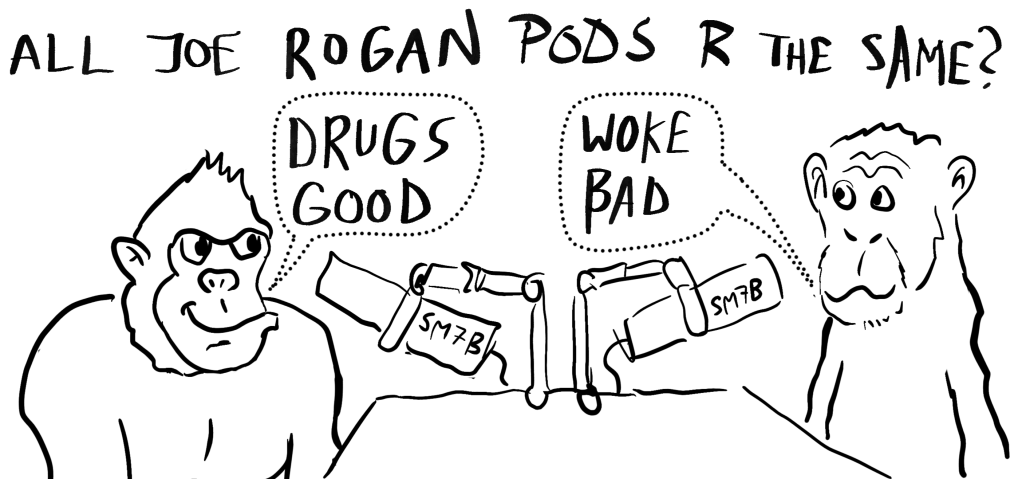 ALL JOE ROGAN PODS R THE SAME?
DRUGS
GOOD
WOKE
BAD
SM7B
SM7B